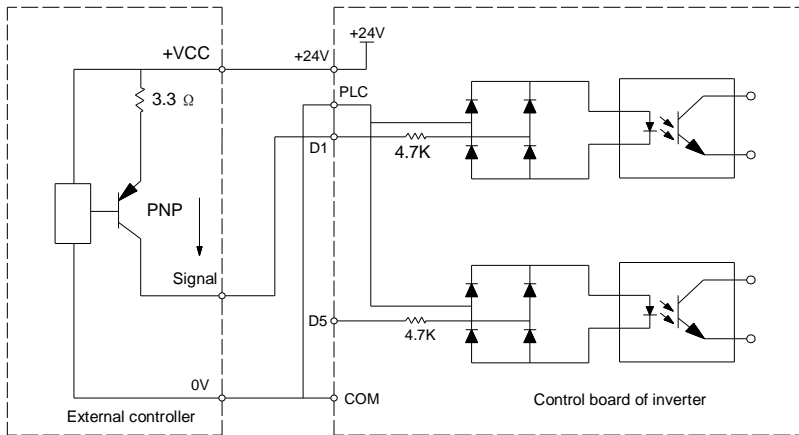 +24V
+VCC
+24V
3.3 Ω
PLC
D1
4.7K
PNP
Signal
D5
4.7K
0V
COM
External controller
Control board of inverter